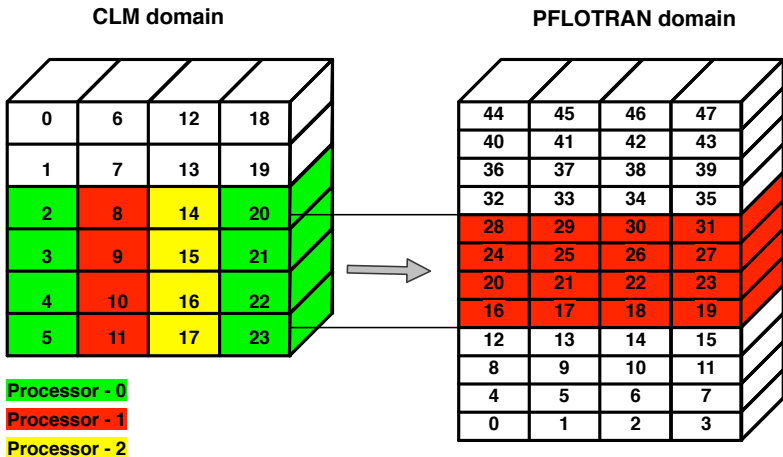 CLM domain
PFLOTRAN domain
0 6 12 18
1 7 13 19
2 8 14 20
3 9 15 21
4 10 16 22
5 11 17 23
44 45 46 47
40 41 42 43
36 37 38 39
32 33 34 35
28 29 30 31
24 25 26 27
20 21 22 23
16 17 18 19
12 13 14 15
8 9 10 11
4 5 6 7
0 1 2 3
Processor - 0
Processor - 1
Processor - 2